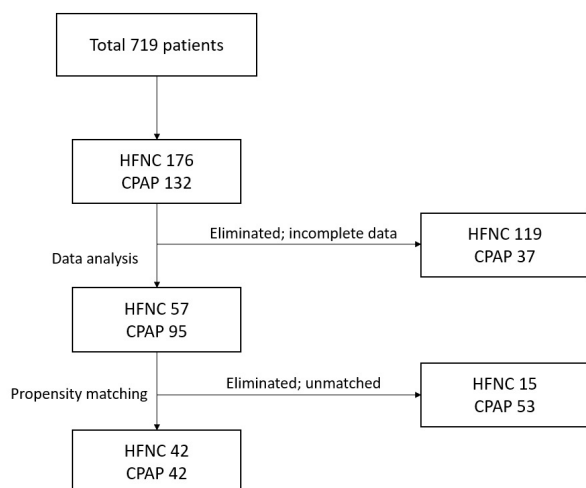 Total 719 patients
HFNC 176
CPAP 132
Eliminated; incomplete data
HFNC 119
CPAP 37
Data analysis
HFNC 57
CPAP 95
Eliminated; unmatched
HFNC 15
CPAP 53
Propensity matching
HFNC 42
CPAP 42